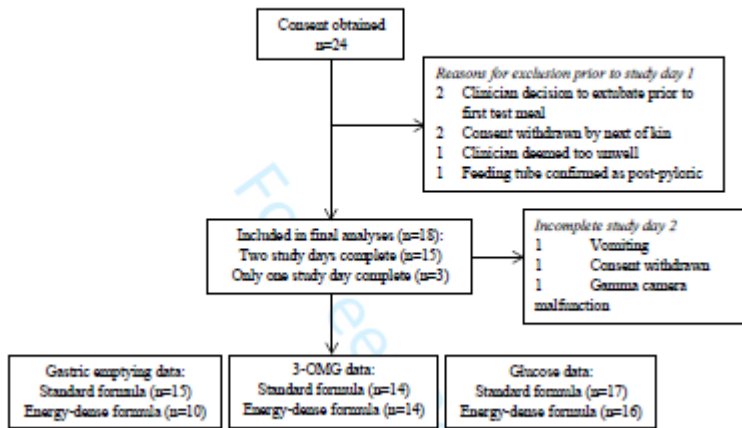 Consent obtained
n=24
Reasons for exclusion prior to study day 1
2 Clinician decision to extubate prior to
first test meal
2 Consent withdrawn by next of kin
1 Clinician deemed too unwell
1 Feeding tube confirmed as post-pyloric
Included in final analyses (n=18):
Two study days complete (n=15)
Only one study day complete (n=3)
Incomplete study day 2
1 Vomiting
1 Consent withdrawn
1 Gamma camera
malfunction
Gastric emptying data:
Standard formula (n=15)
Energy-dense formula (n=10)
3-OMG data:
Standard formula (n=14)
Energy-dense formula (n=14)
Glucose data:
Standard formula (n=17)
Energy-dense formula (n=16)